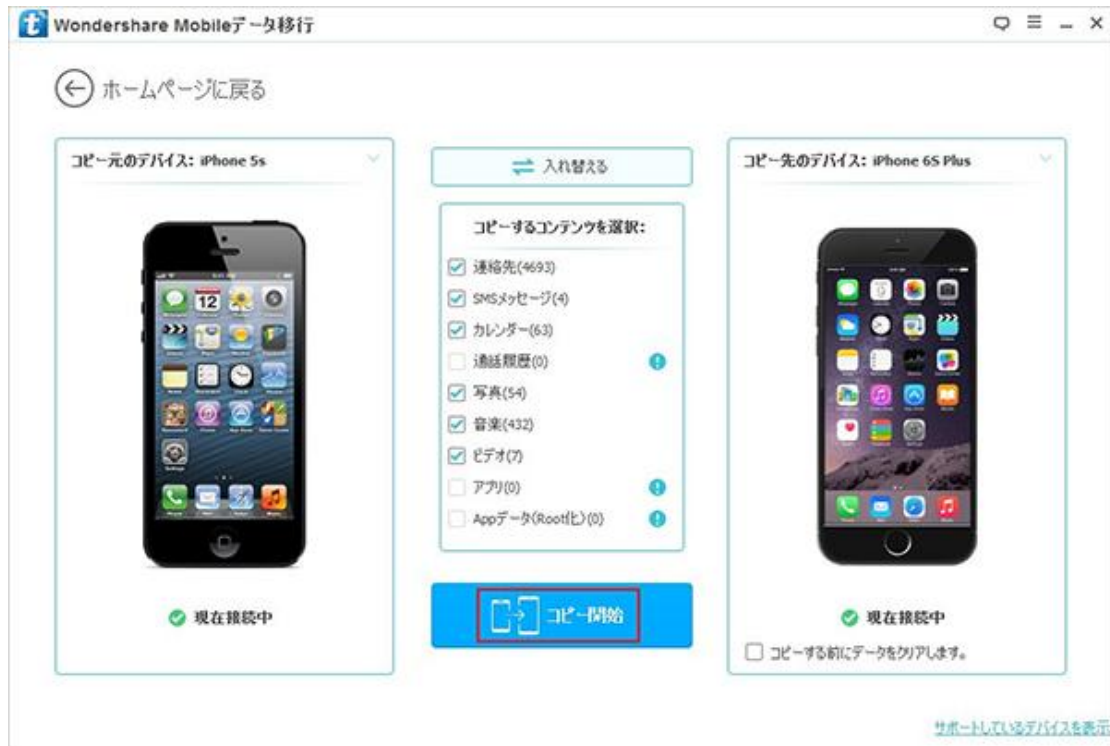 Wondershare Mobileデータ移行
ホームページに戻る
コピー元のデバイス: iPhone 5s
入れ替える
コピー先のデバイス: iPhone 6S Plus
コピーするコンテンツを選択:
連絡先(4693)
SMSメッセージ(4)
カレンダー(63)
通話履歴(0)
写真(54)
音楽(432)
ビデオ(7)
アプリ(0)
Appデータ(Root化)(0)
コピー開始
現在接続中
現在接続中
コピーする前にデータをクリアします。
サポートしているデバイスを表示